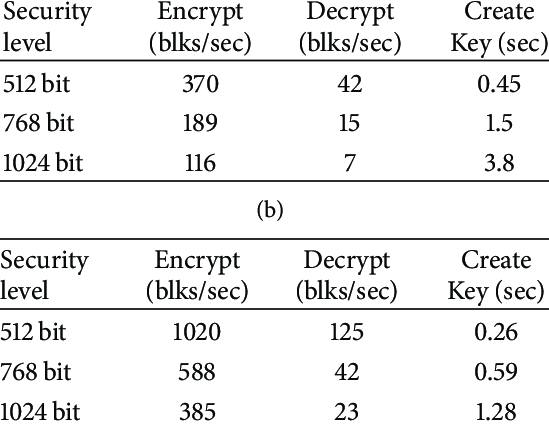 Security Encrypt Decrypt Create
level (blks/sec) (blks/sec) Key (sec)
512 bit 370 42 0.45
768 bit 189 15 1.5
1024 bit 116 7 3.8
(b)
Security Encrypt Decrypt Create
level (blks/sec) (blks/sec) Key (sec)
512 bit 1020 125 0.26
768 bit 588 42 0.59
1024 bit 385 23 1.28